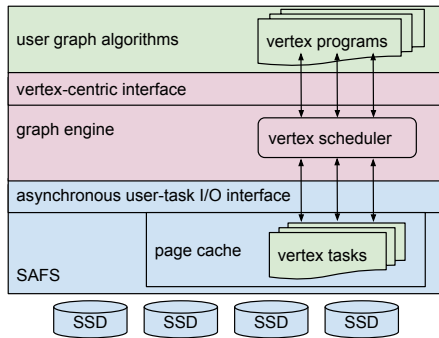 user graph algorithms
vertex programs
vertex-centric interface
graph engine
vertex scheduler
asynchronous user-task I/O interface
page cache
vertex tasks
SAFS
SSD SSD SSD SSD